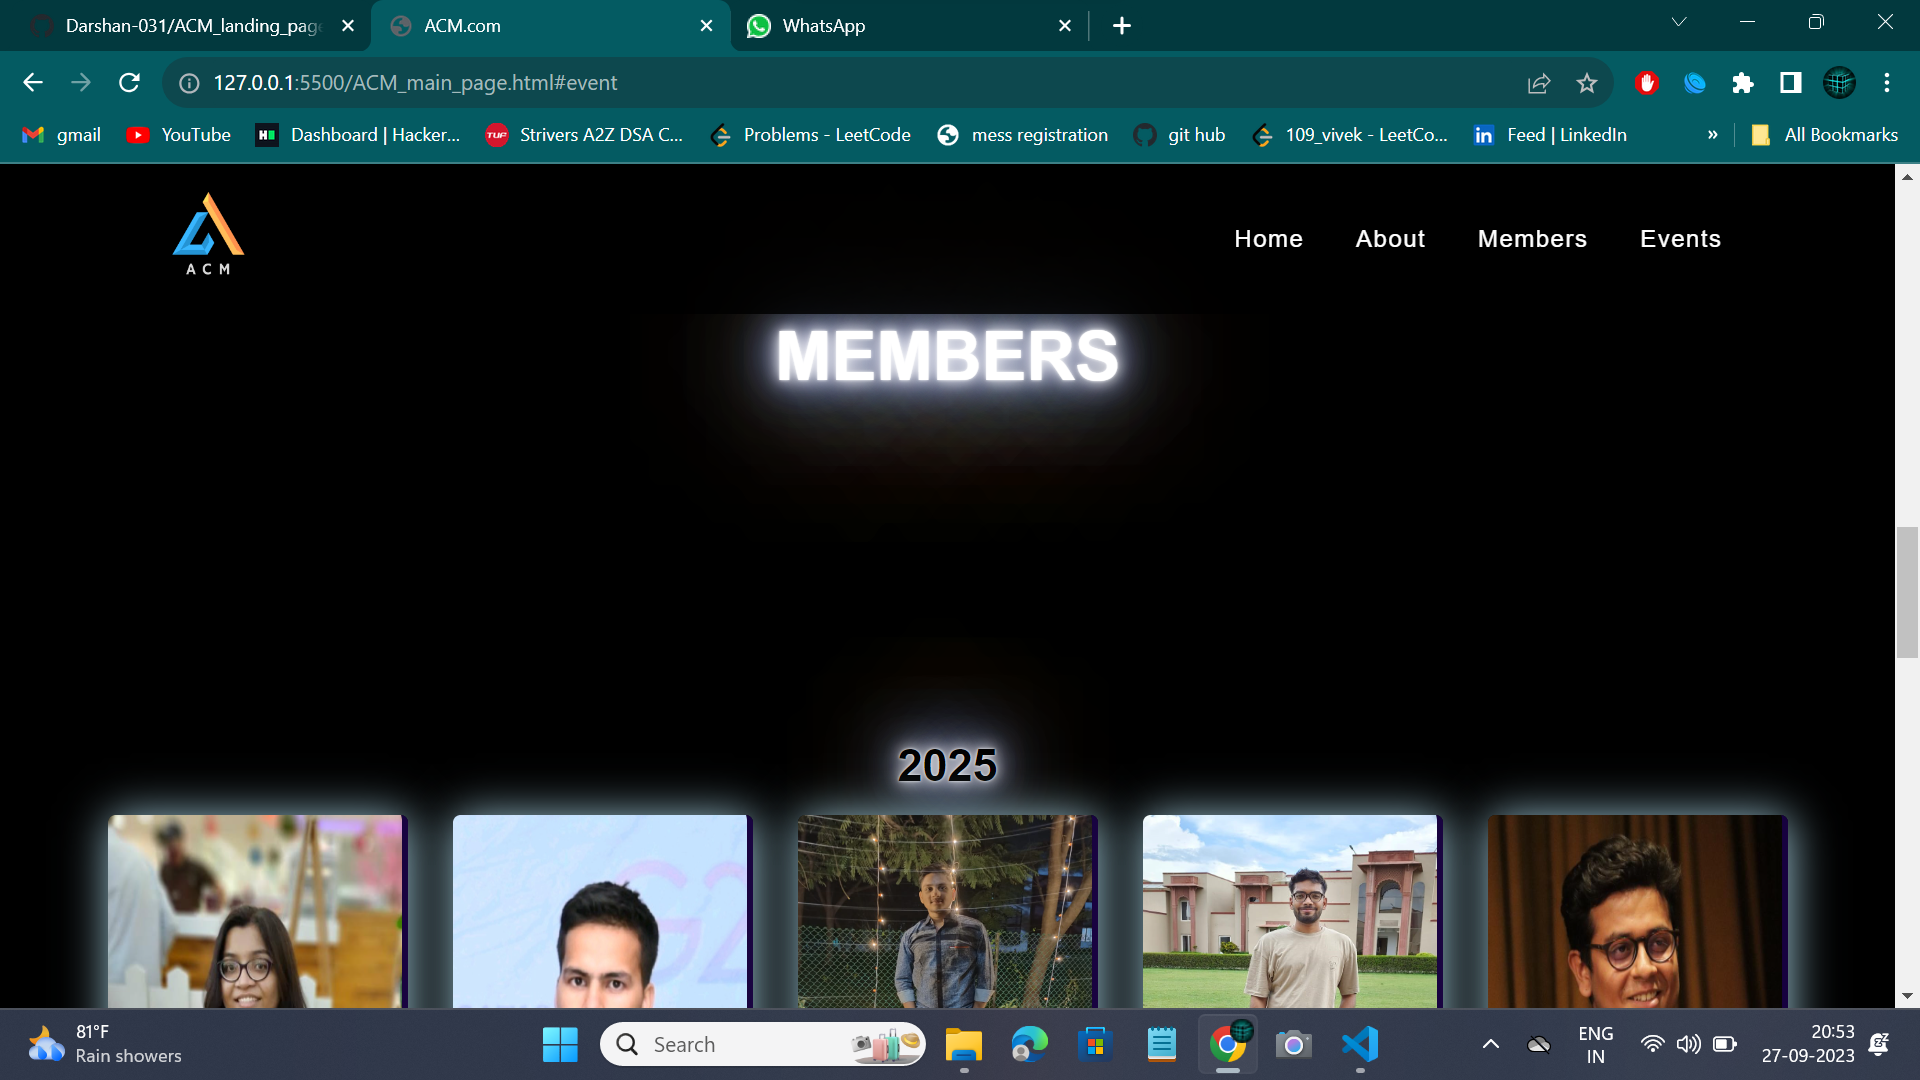 Darshan-031/ACM_landing_pag
ACM.com
WhatsApp
127.0.0.1:5500/ACM_main_page.html#event
gmail
YouTube
Dashboard | Hacker...
TUF
Strivers A2Z DSA C...
Problems - LeetCode
mess registration
git hub
109_vivek - LeetCo...
Feed | LinkedIn
»
All Bookmarks
ACM
Home
About
Members
Events
MEMBERS
2025
81°F
Rain showers
Search
ENG
IN
20:53
27-09-2023